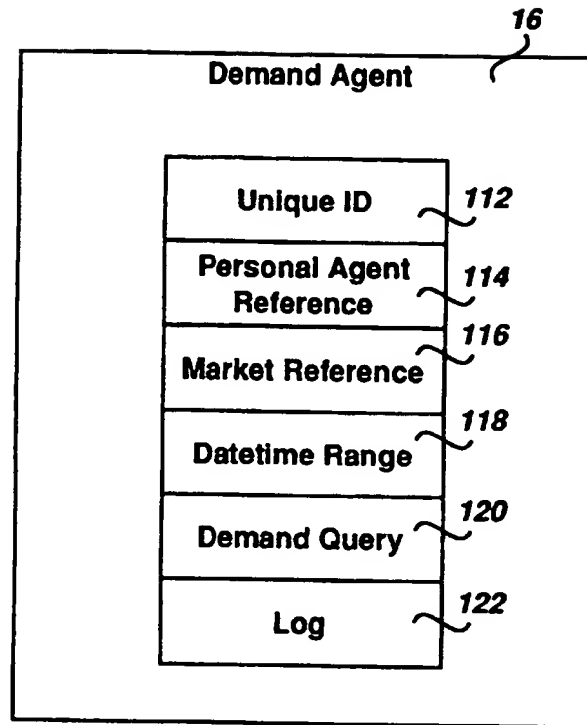 16
Demand Agent
Unique ID
112
Personal Agent
Reference
114
Market Reference
116
Datetime Range
118
Demand Query
120
Log
122